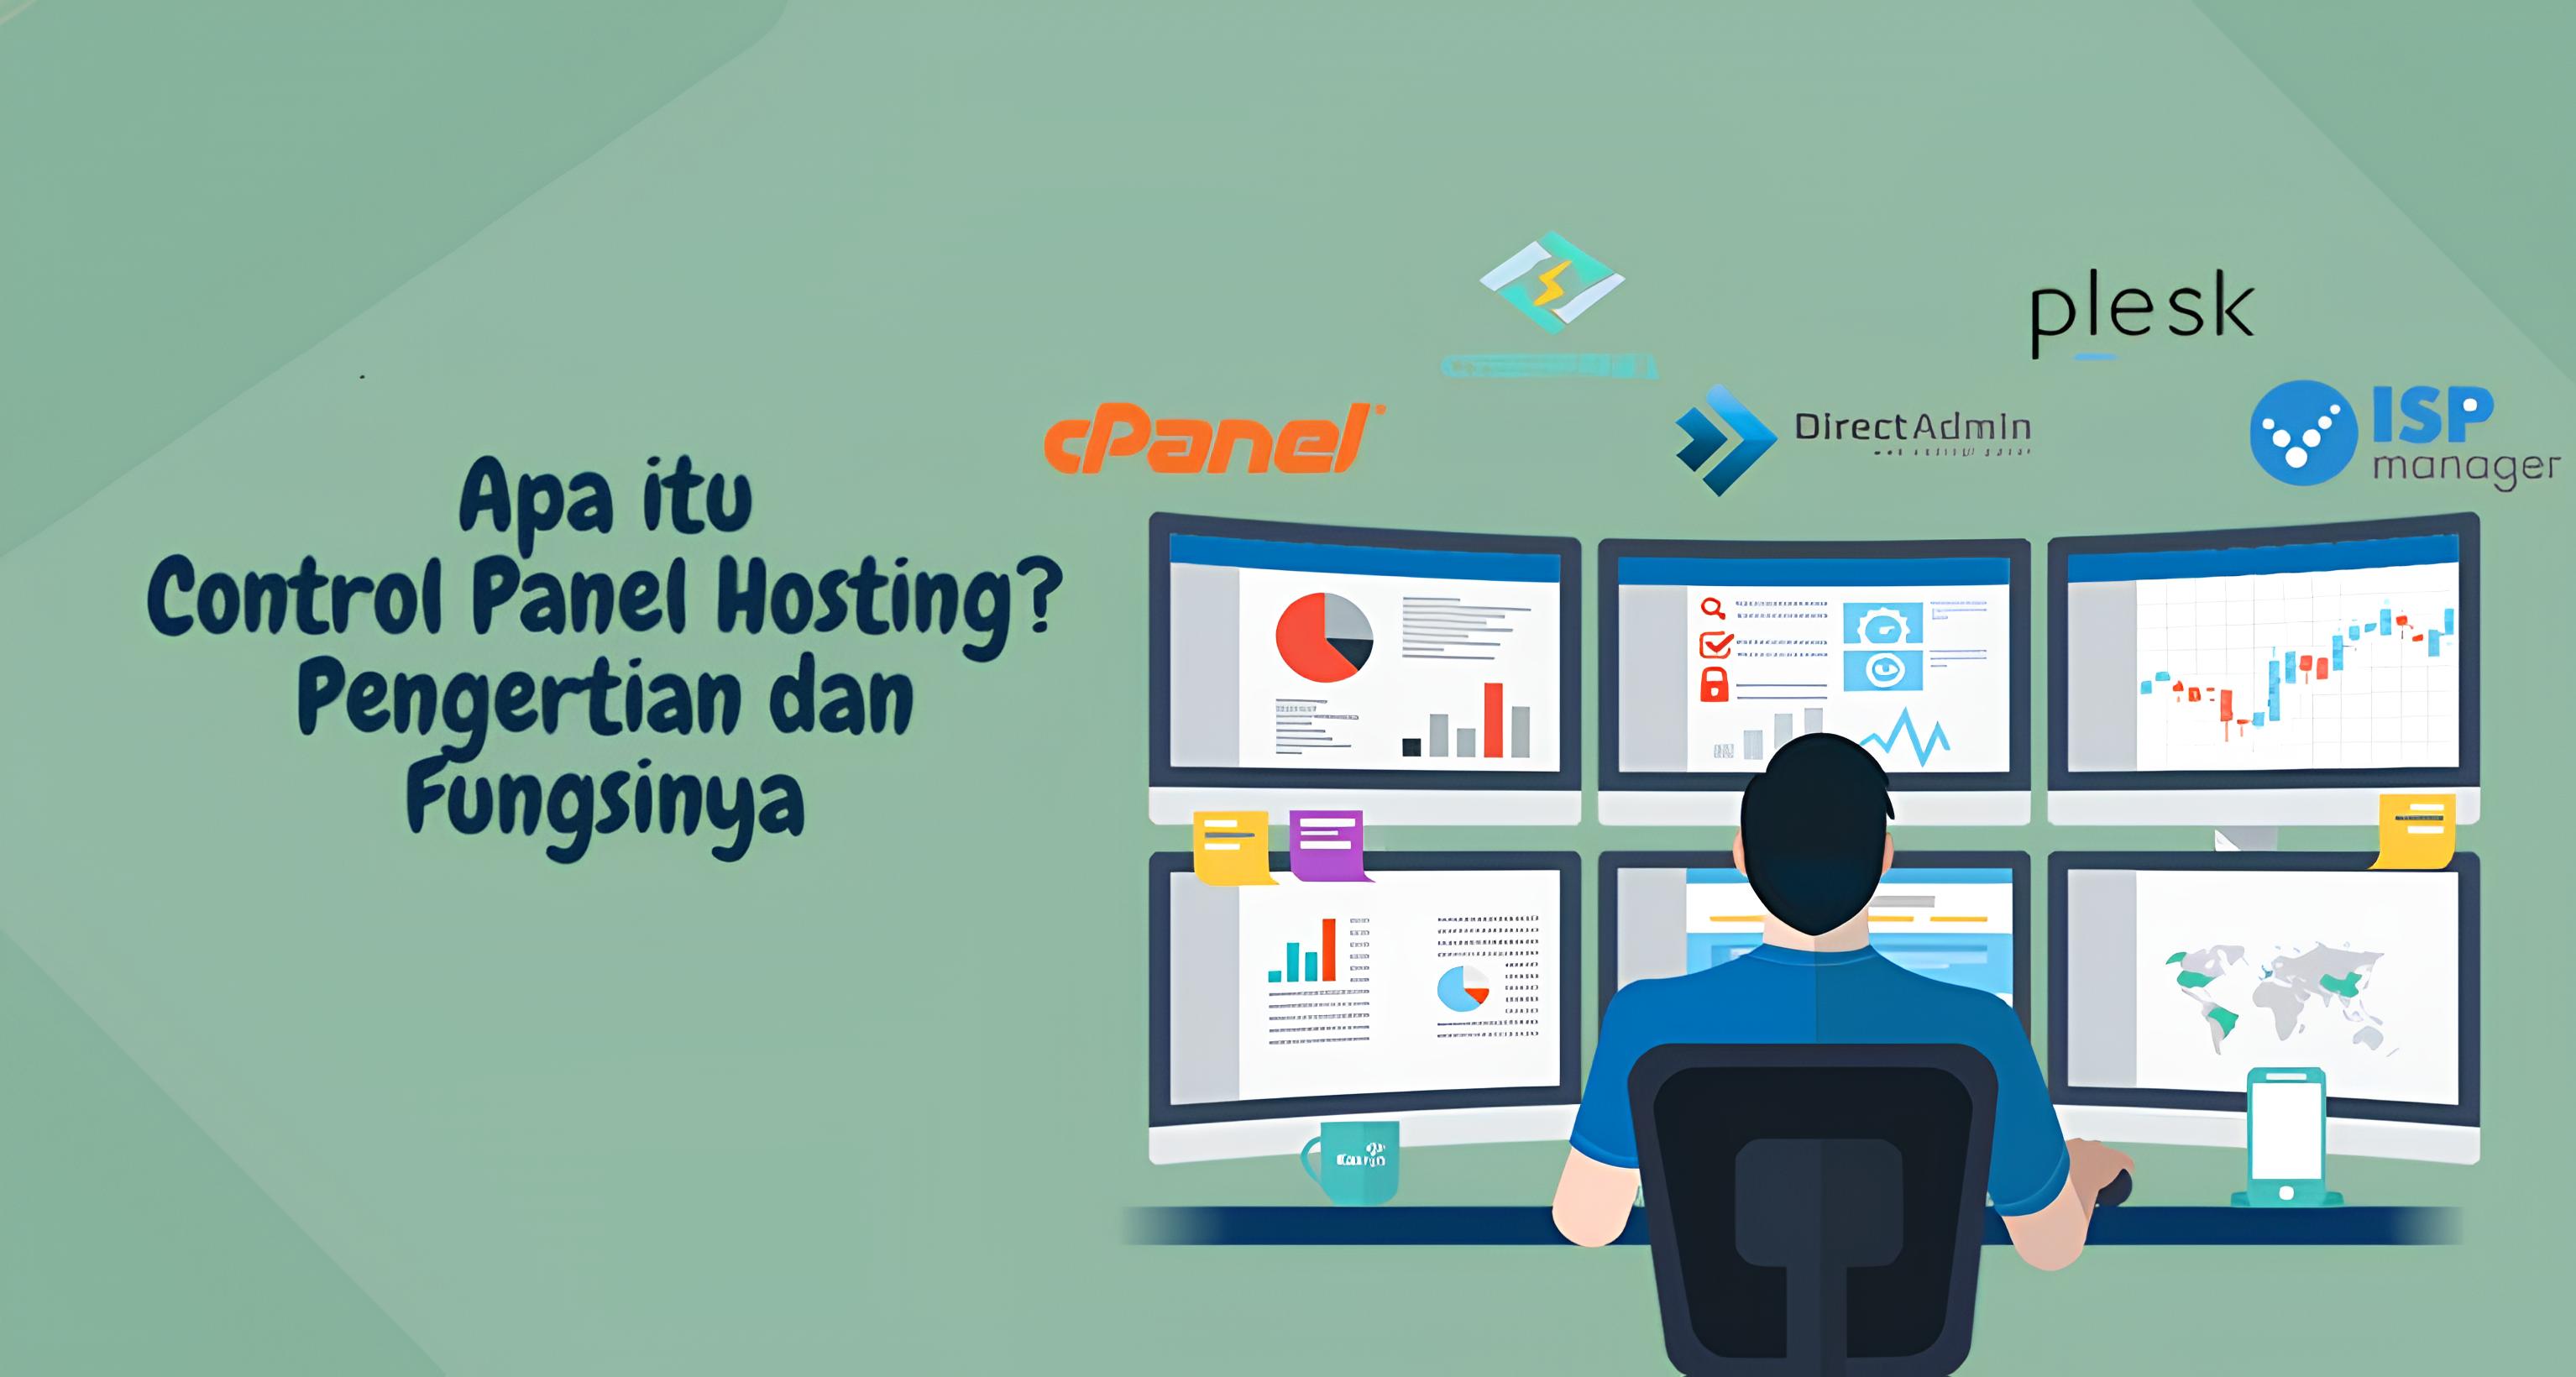 Apa itu
Control Panel Hosting?
Pengertian dan
Fungsinya
cPanel
DirectAdmin
plesk
ISP
manager